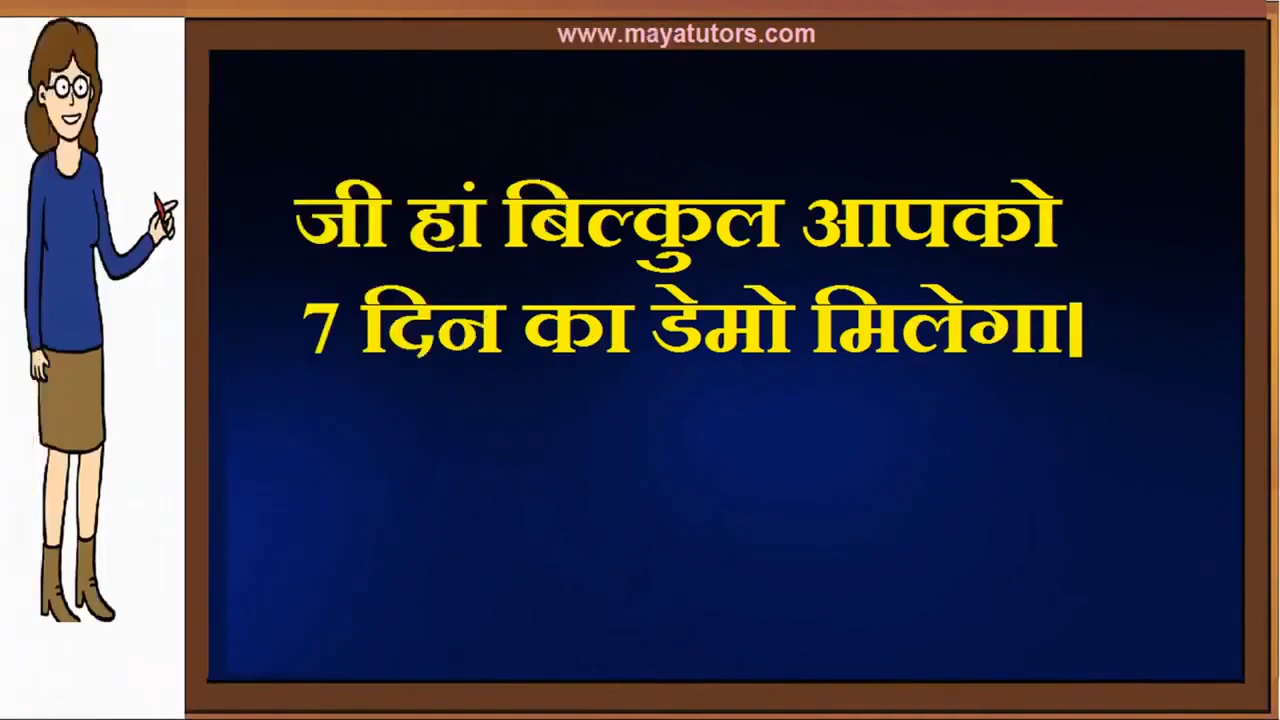 www.mayatutors.com
जी हां बिल्कुल आपको
7 दिन का डेमो मिलेगा।